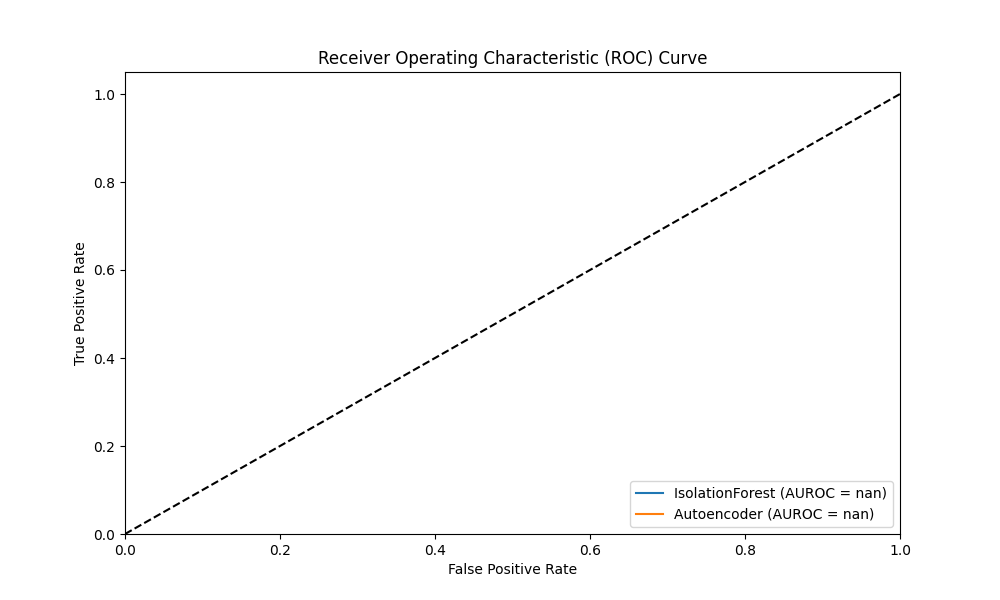 Receiver Operating Characteristic (ROC) Curve
1.0
0.8
0.6
0.4
0.2
0.0
True Positive Rate
IsolationForest (AUROC = nan)
Autoencoder (AUROC = nan)
0.0 0.2 0.4 0.6 0.8 1.0
False Positive Rate